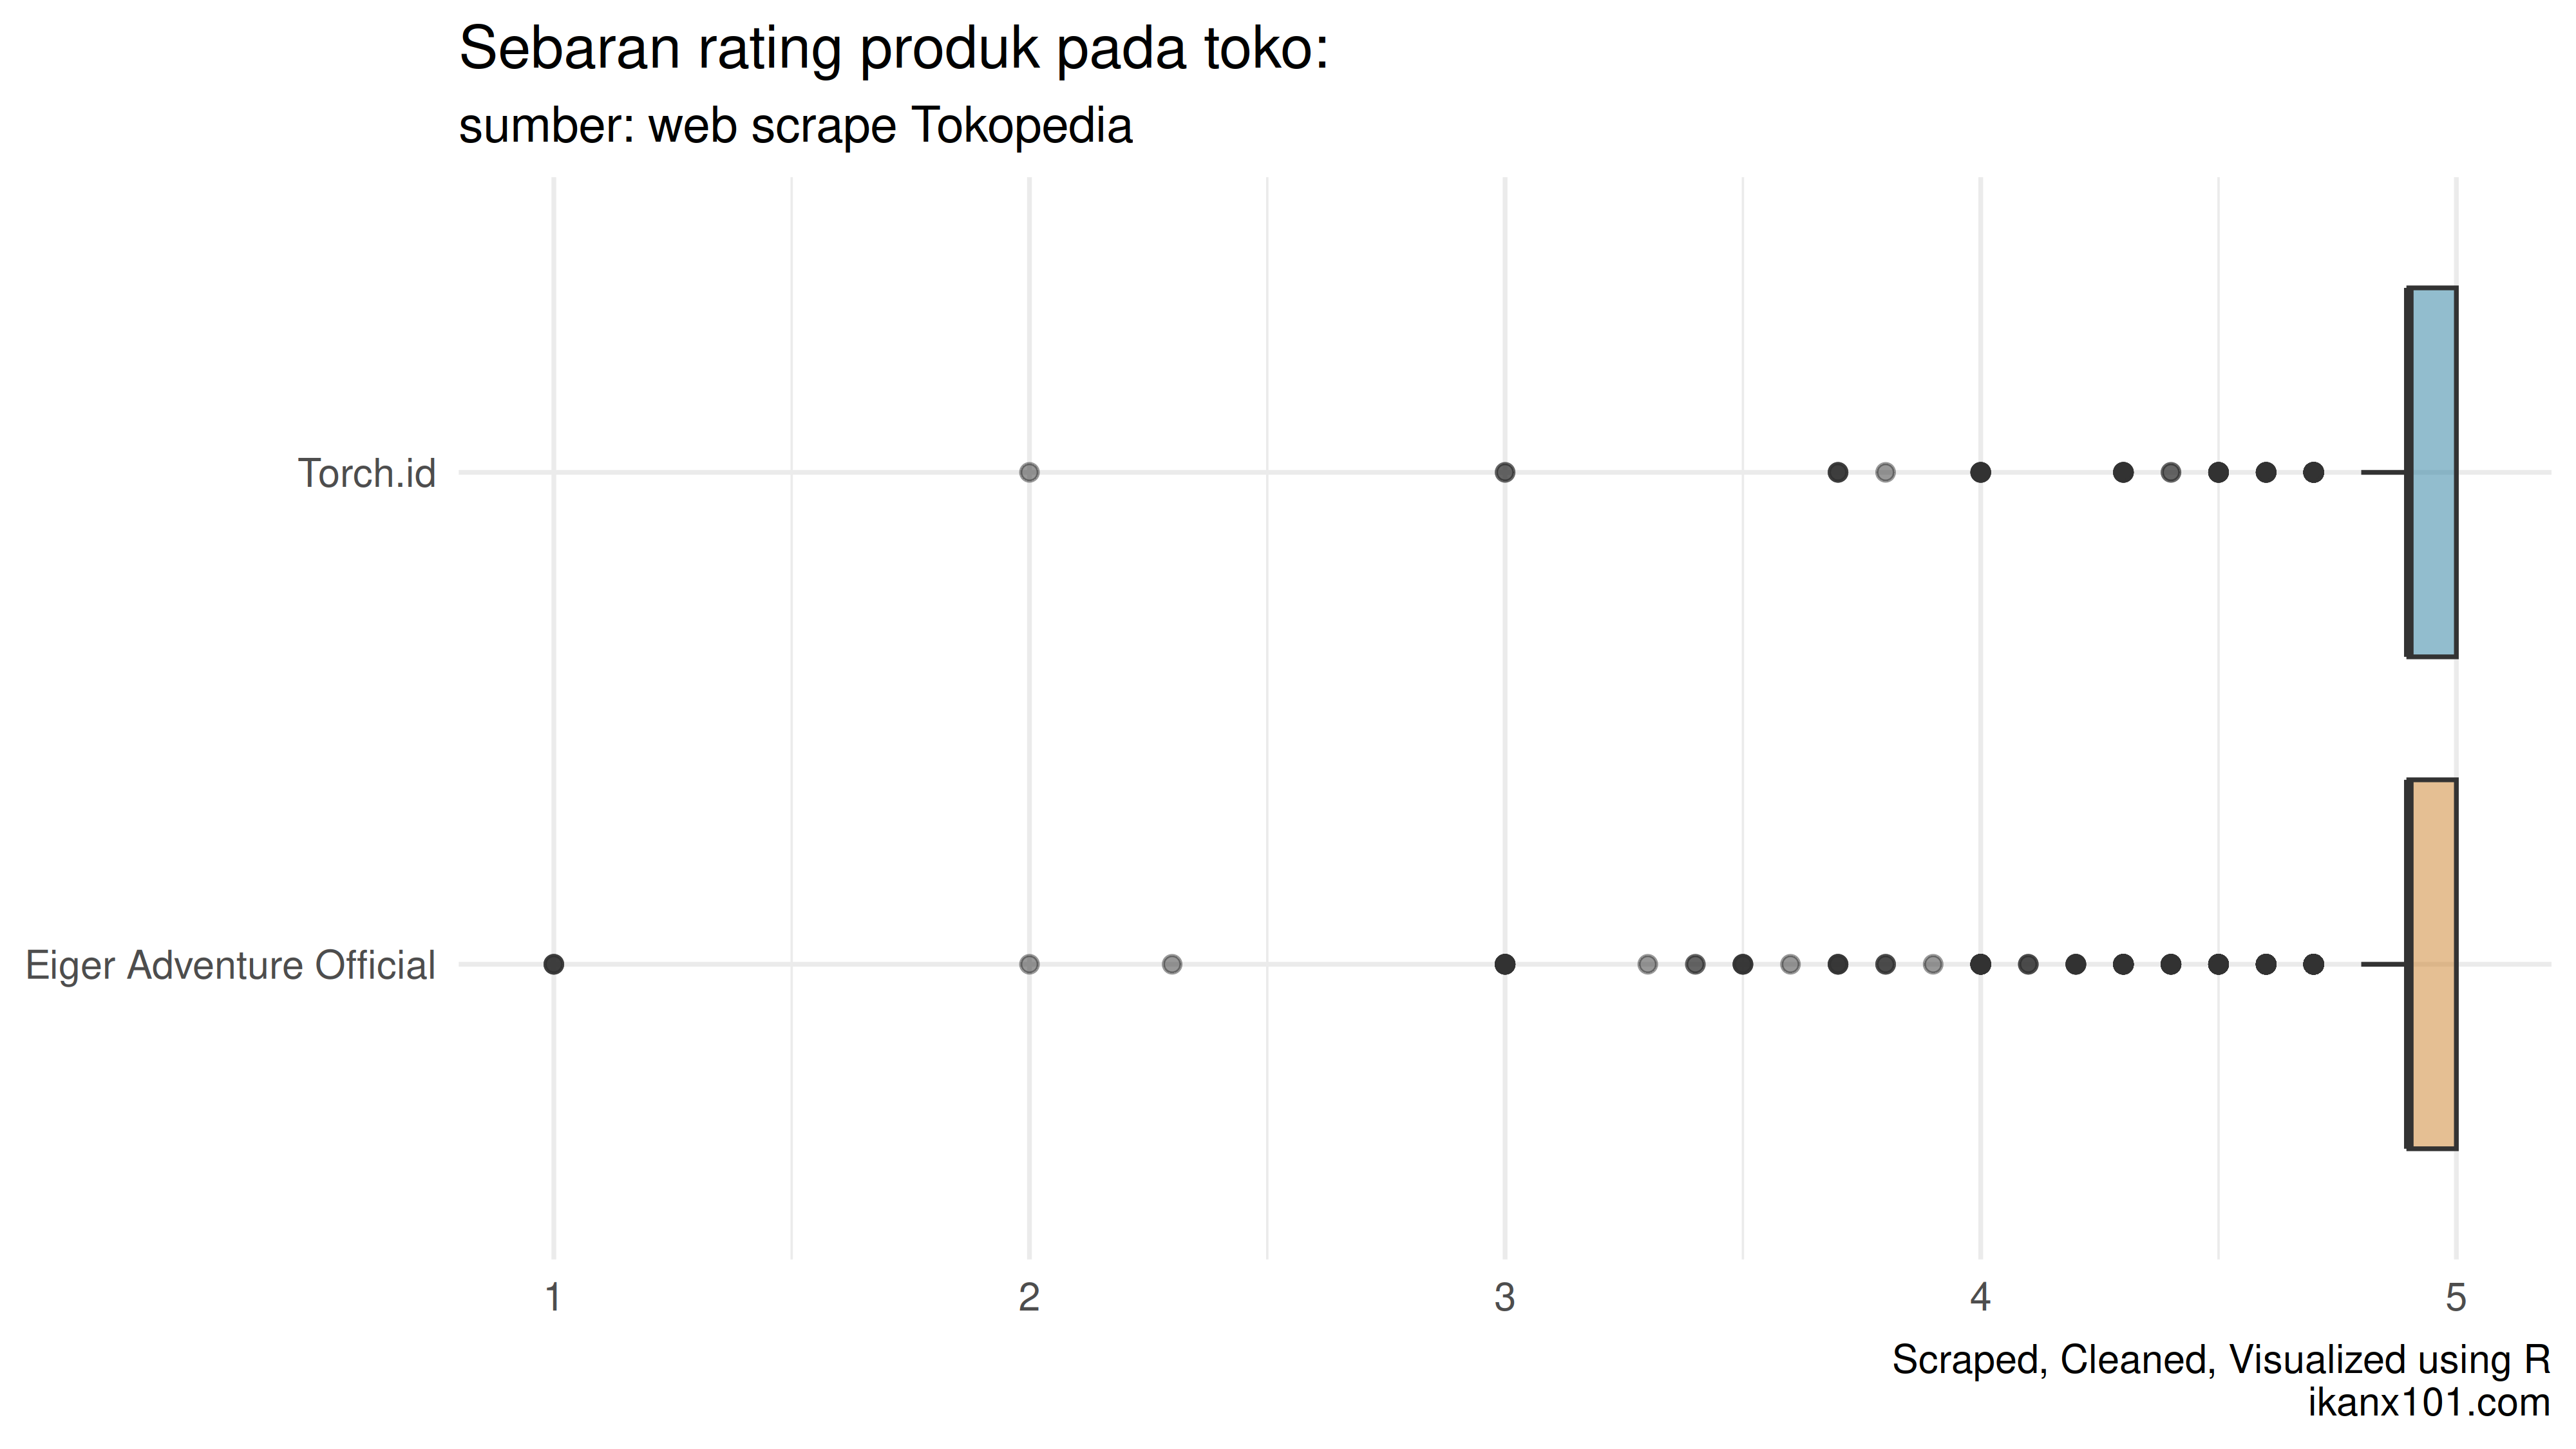 Sebaran rating produk pada toko:
sumber: web scrape Tokopedia
Torch.id
Eiger Adventure Official
1 2 3 4 5
Scraped, Cleaned, Visualized using R
ikanx101.com